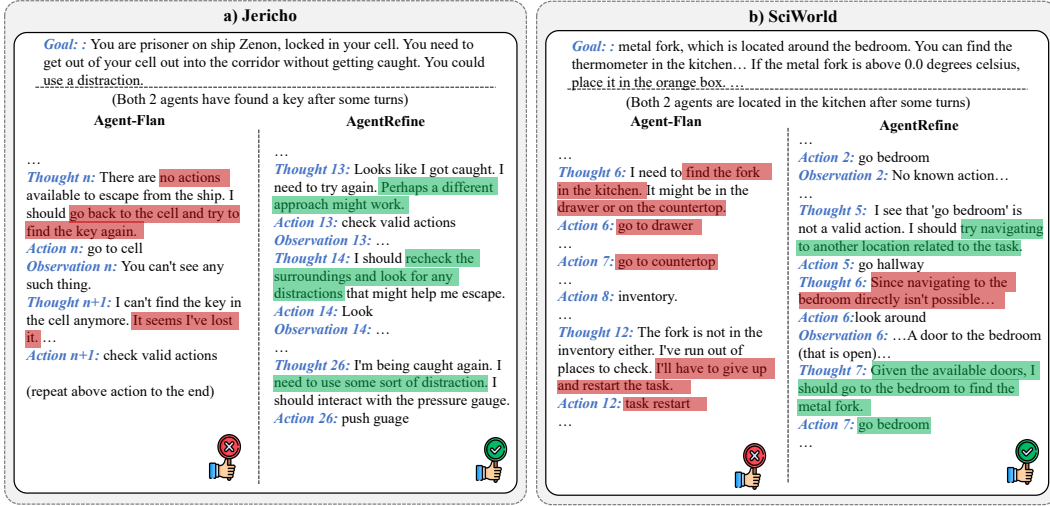 a) Jericho
Goal: : You are prisoner on ship Zenon, locked in your cell. You need to
get out of your cell out into the corridor without getting caught. You could
use a distraction.
(Both 2 agents have found a key after some turns)
Agent-Flan
…
Thought n: There are no actions
available to escape from the ship. I
should go back to the cell and try to
find the key again.
Action n: go to cell
Observation n: You can't see any
such thing.
Thought n+1: I can't find the key in
the cell anymore. It seems I've lost
it. …
Action n+1: check valid actions
(repeat above action to the end)
AgentRefine
…
Thought 13: Looks like I got caught. I
need to try again. Perhaps a different
approach might work.
Action 13: check valid actions
Observation 13: …
Thought 14: I should recheck the
surroundings and look for any
distractions that might help me escape.
Action 14: Look
Observation 14: …
…
Thought 26: I'm being caught again. I
need to use some sort of distraction. I
should interact with the pressure gauge.
Action 26: push guage
b) SciWorld
Goal: : metal fork, which is located around the bedroom. You can find the
thermometer in the kitchen… If the metal fork is above 0.0 degrees celsius,
place it in the orange box. …
(Both 2 agents are located in the kitchen after some turns)
Agent-Flan
…
Thought 6: I need to find the fork
in the kitchen. It might be in the
drawer or on the countertop.
Action 6: go to drawer
…
Action 7: go to countertop
…
Action 8: inventory.
…
Thought 12: The fork is not in the
inventory either. I've run out of
places to check. I'll have to give up
and restart the task.
Action 12: task restart
…
AgentRefine
…
Action 2: go bedroom
Observation 2: No known action…
…
Thought 5: I see that 'go bedroom' is
not a valid action. I should try navigating
to another location related to the task.
Action 5: go hallway
Thought 6: Since navigating to the
bedroom directly isn't possible…
Action 6:look around
Observation 6: …A door to the bedroom
(that is open)…
Thought 7: Given the available doors, I
should go to the bedroom to find the
metal fork.
Action 7: go bedroom
…